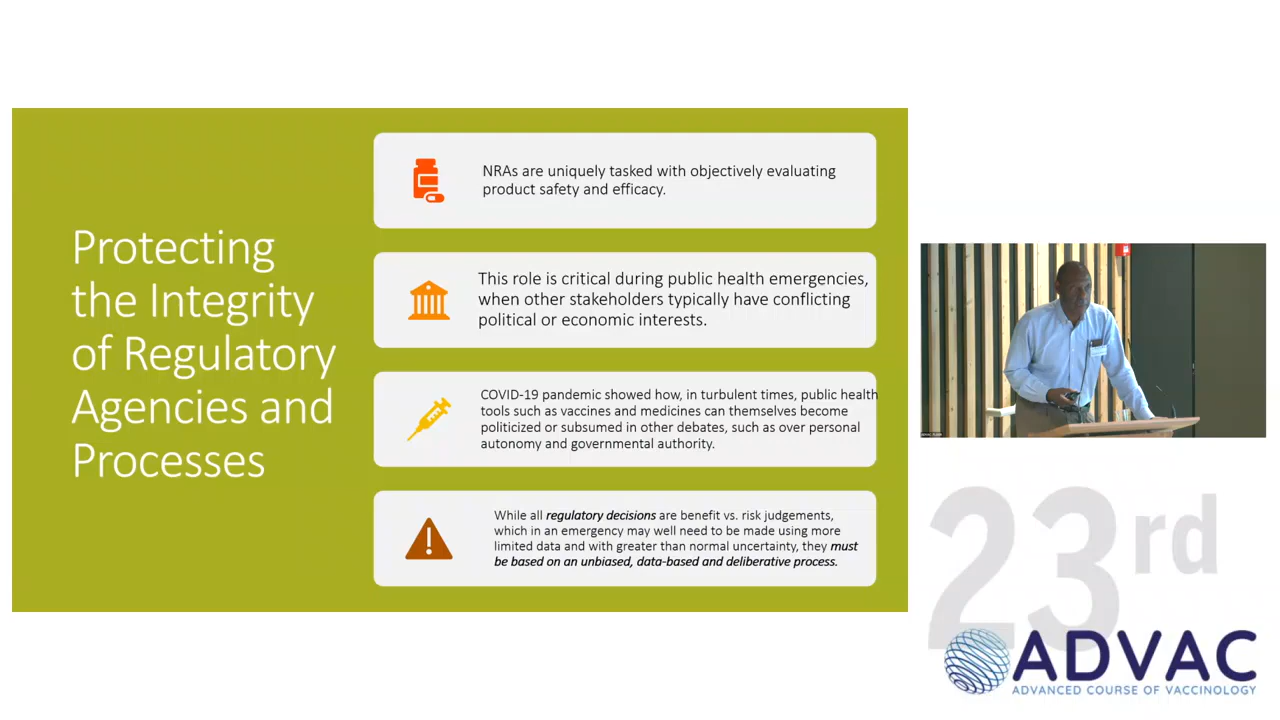 Protecting
the Integrity
of Regulatory
Agencies and
Processes
NRAs are uniquely tasked with objectively evaluating
product safety and efficacy.
This role is critical during public health emergencies,
when other stakeholders typically have conflicting
political or economic interests.
COVID-19 pandemic showed how, in turbulent times, public health
tools such as vaccines and medicines can themselves become
politicized or subsumed in other debates, such as over personal
autonomy and governmental authority.
While all regulatory decisions are benefit vs. risk judgements,
which in an emergency may well need to be made using more
limited data and with greater than normal uncertainty, they must
be based on an unbiased, data-based and deliberative process.
23rd
ADVAC
ADVANCED COURSE OF VACCINOLOGY